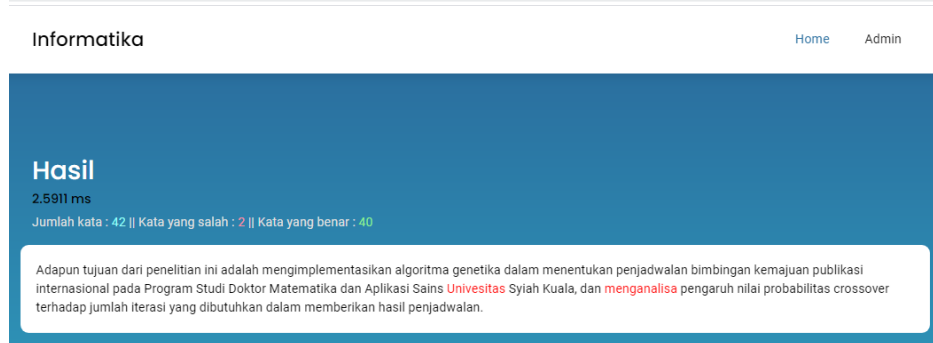 Informatika
Home
Admin
Hasil
2.5911 ms
Jumlah kata : 42 || Kata yang salah : 2 || Kata yang benar : 40
Adapun tujuan dari penelitian ini adalah mengimplementasikan algoritma genetika dalam menentukan penjadwalan bimbingan kemajuan publikasi
internasional pada Program Studi Doktor Matematika dan Aplikasi Sains Univesitas Syiah Kuala, dan menganalisa pengaruh nilai probabilitas crossover
terhadap jumlah iterasi yang dibutuhkan dalam memberikan hasil penjadwalan.